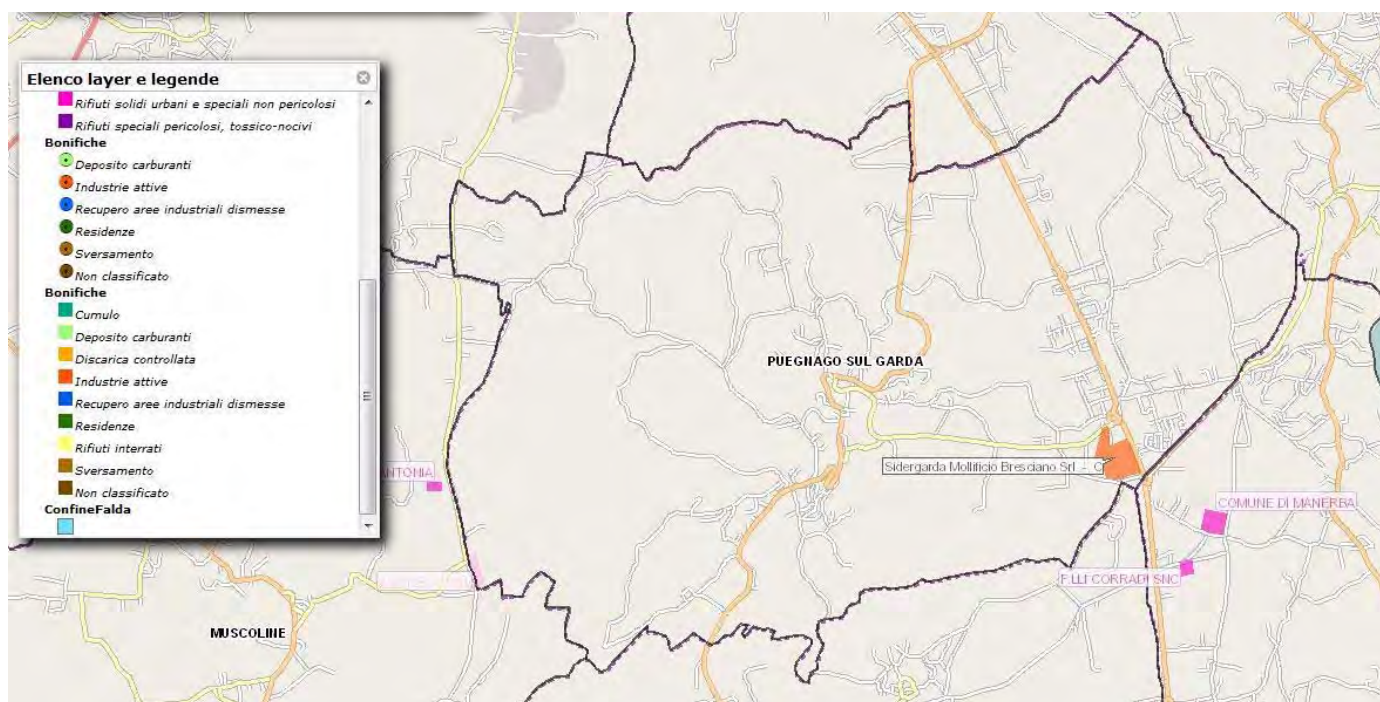 Elenco layer e legende
Rifiuti solidi urbani e speciali non pericolosi
Rifiuti speciali pericolosi, tossico-nocivi
Bonifiche
Deposito carburanti
Industrie attive
Recupero aree industriali dismesse
Residenze
Sversamento
Non classificato
Bonifiche
Cumulo
Deposito carburanti
Discarica controllata
Industrie attive
Recupero aree industriali dismesse
Residenze
Rifiuti interrati
Sversamento
Non classificato
ConfineFalda
PUEGNAGO SUL GARDA
Sidergarda Mollificio Bresciano Srl - C
ANTONIA
COMUNE DI MANERBA
F.LLI CORRADI SNC
MUSCOLINE